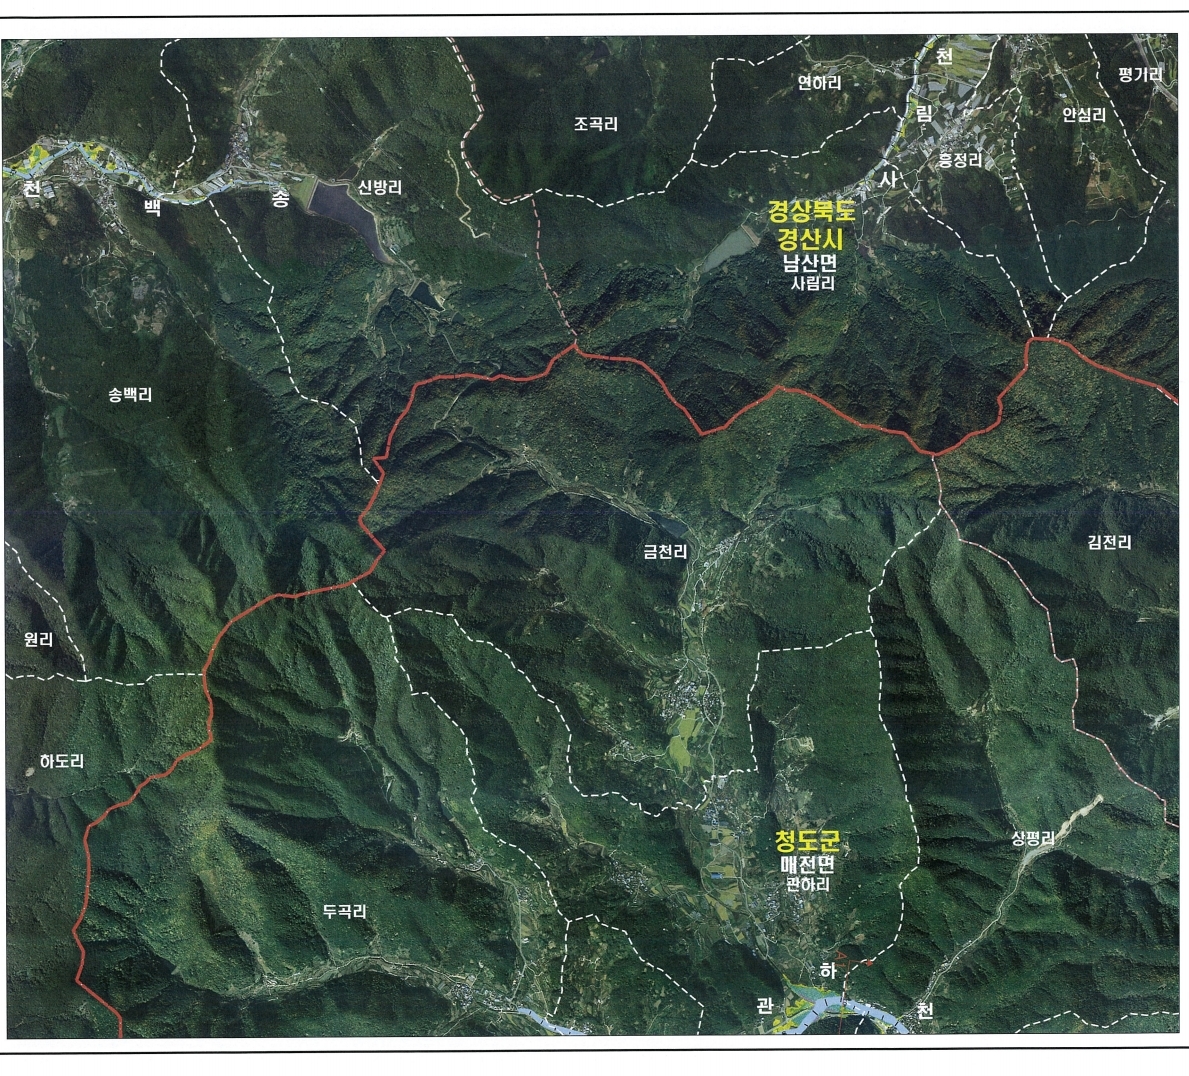 천
평기리
연하리
림
안심리
조곡리
흥정리
사
신방리
천
백
송
경상북도
경산시
남산면
사림리
송백리
금천리
김전리
원리
하도리
상평리
청도군
매전면
관하리
두곡리
하
관
천